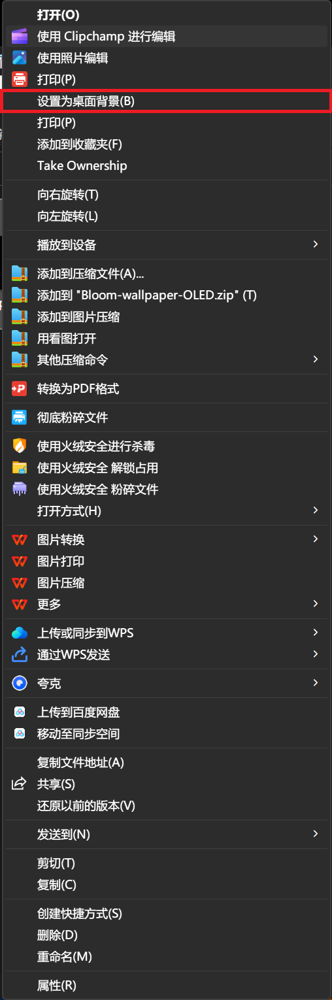 打开(O)
使用 Clipchamp 进行编辑
使用照片编辑
打印(P)
设置为桌面背景(B)
打印(P)
添加到收藏夹(F)
Take Ownership
向右旋转(T)
向左旋转(L)
播放到设备
添加到压缩文件(A)...
添加到 "Bloom-wallpaper-OLED.zip" (T)
添加到图片压缩
用看图打开
其他压缩命令
转换为PDF格式
彻底粉碎文件
使用火绒安全进行杀毒
使用火绒安全 解锁占用
使用火绒安全 粉碎文件
打开方式(H)
图片转换
图片打印
图片压缩
更多
上传或同步到WPS
通过WPS发送
夸克
上传到百度网盘
移动至同步空间
复制文件地址(A)
共享(S)
还原以前的版本(V)
发送到(N)
剪切(T)
复制(C)
创建快捷方式(S)
删除(D)
重命名(M)
属性(R)